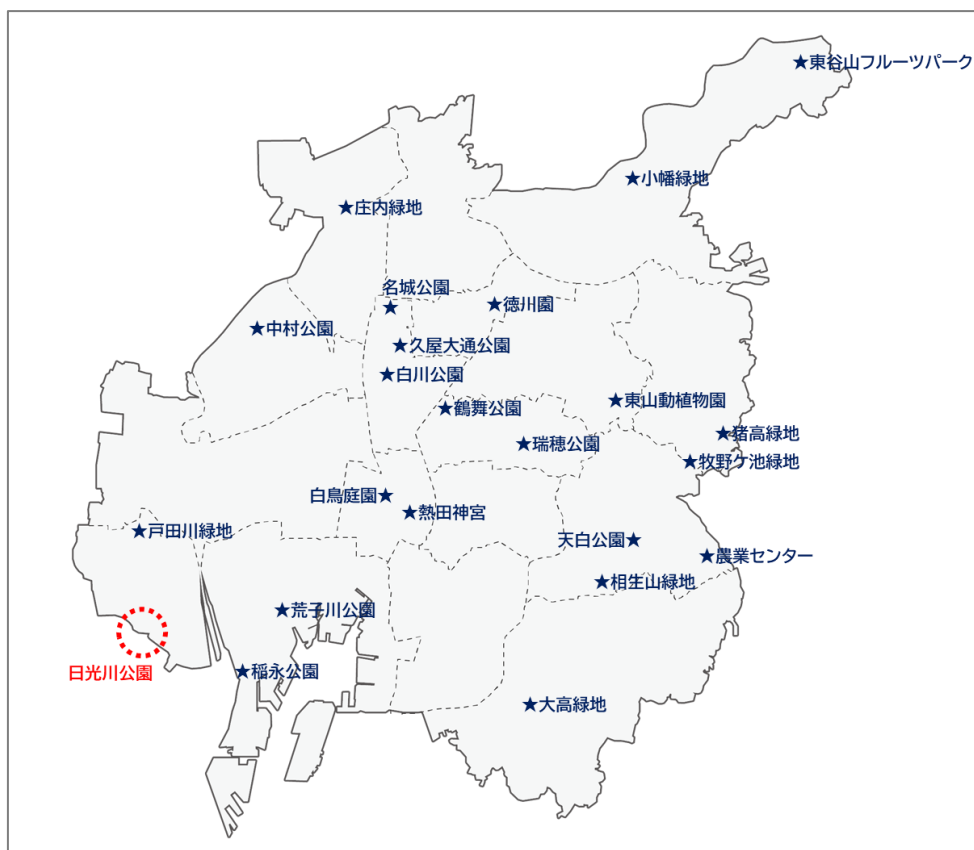 ★東谷山フルーツパーク
★小幡緑地
★庄内緑地
名城公園
★
★徳川園
★中村公園
★久屋大通公園
★白川公園
★東山動植物園
★鶴舞公園
★猪高緑地
★瑞穂公園
★牧野ケ池緑地
白鳥庭園★
★熱田神宮
★戸田川緑地
天白公園★
★農業センター
★相生山緑地
★荒子川公園
日光川公園
★稲永公園
★大高緑地